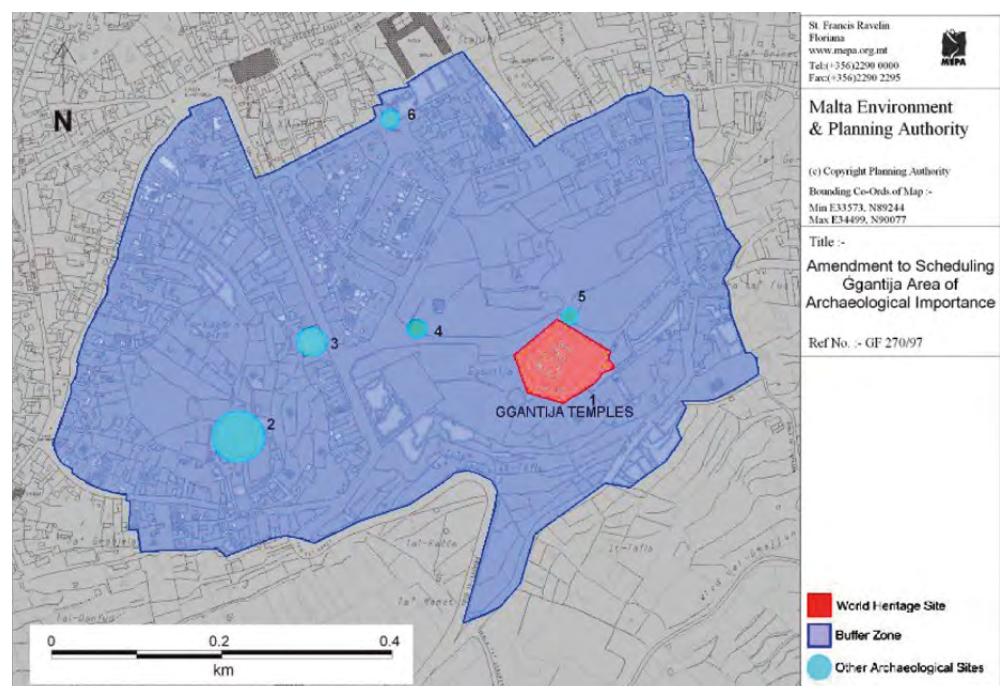 N
6
5
4
3
1
GGANTIJA TEMPLES
2
0 0.2 0.4
km
St. Francis Ravelin
Floriana
www.mepa.org.mt
Tel:(+356)2290 0000
Fax:(+356)2290 2295
MEPA
Malta Environment
& Planning Authority
(c) Copyright Planning Authority
Bounding Co-Ords of Map :-
Min E33573, N89244
Max E34499, N90077
Title :-
Amendment to Scheduling
Ġgantija Area of
Archaeological Importance
Ref No. :- GF 270/97
World Heritage Site
Buffer Zone
Other Archaeological Sites